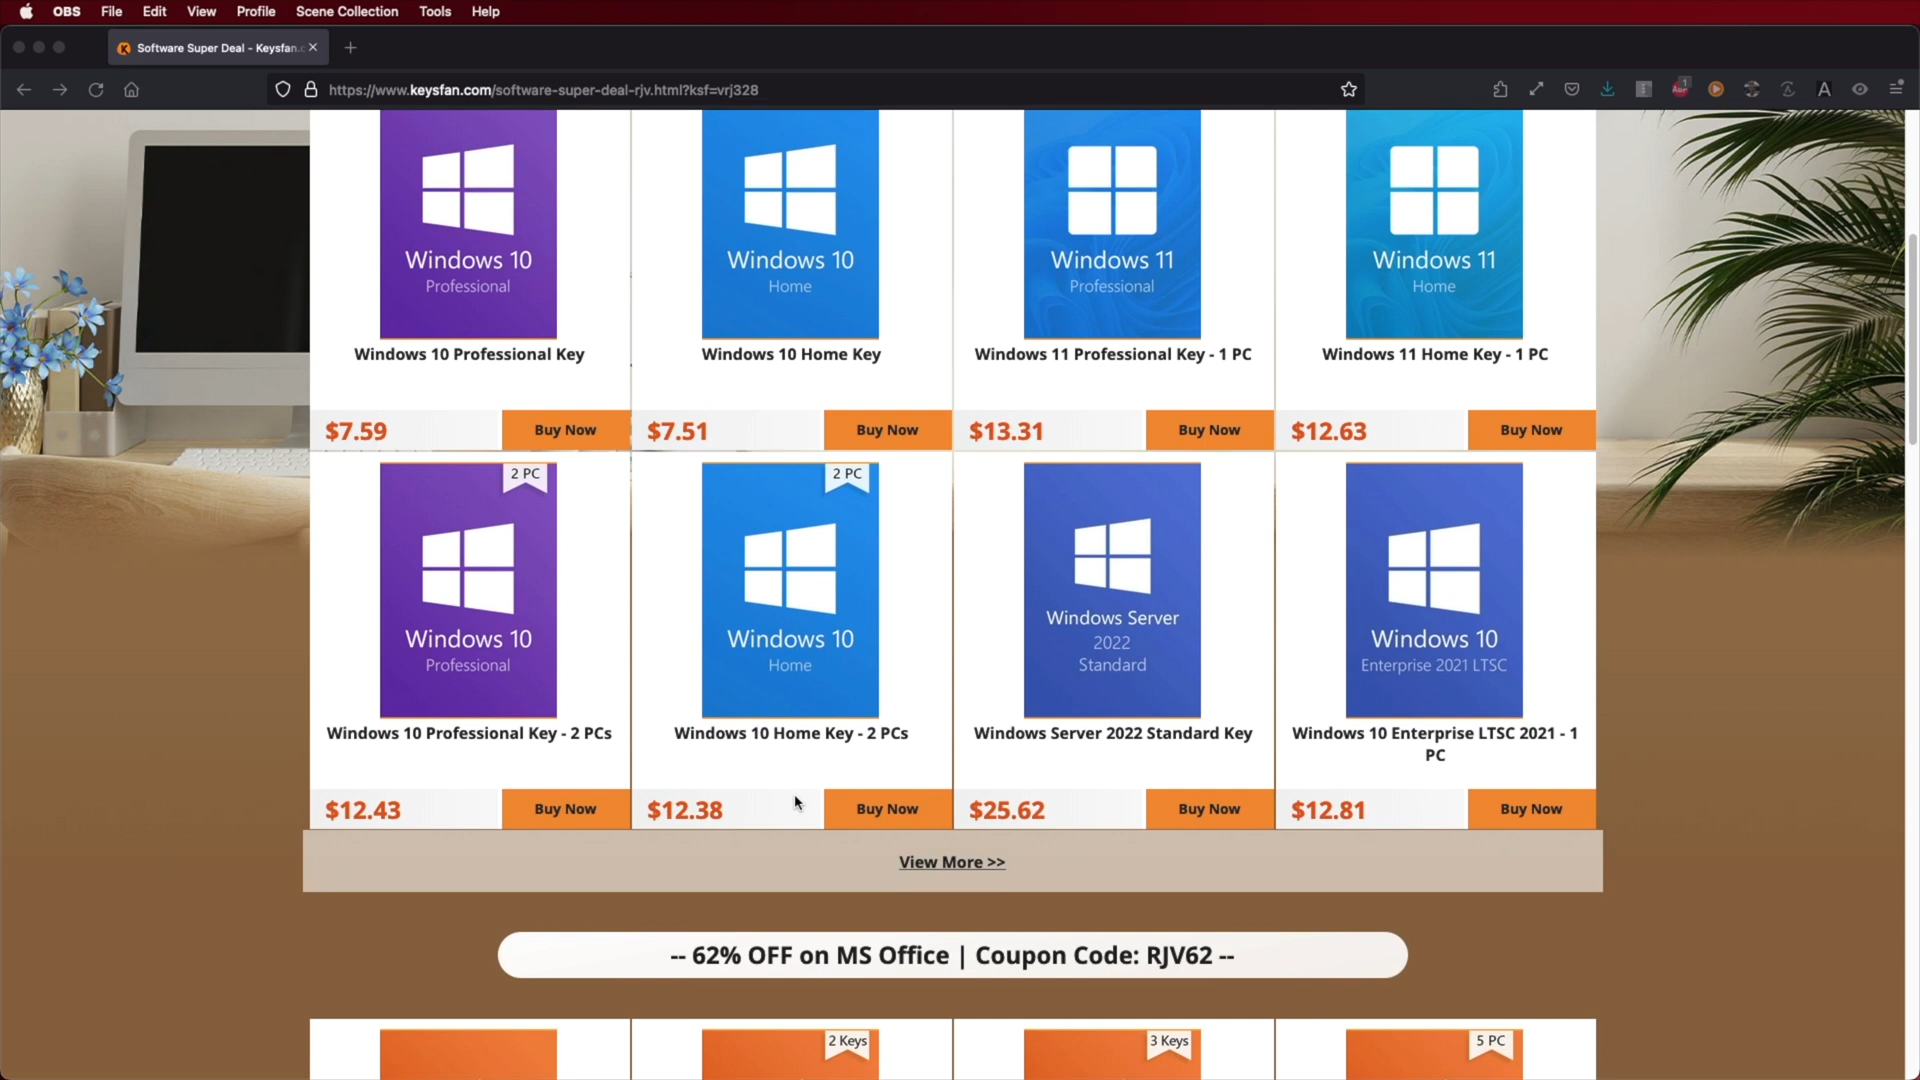 OBS File Edit View Profile Scene Collection Tools Help
Software Super Deal - Keysfan.c
https://www.keysfan.com/software-super-deal-rjv.html?ksf=vrj328
Windows 10
Professional
Windows 10
Home
Windows 11
Professional
Windows 11
Home
Windows 10 Professional Key
Windows 10 Home Key
Windows 11 Professional Key - 1 PC
Windows 11 Home Key - 1 PC
$7.59 Buy Now
$7.51 Buy Now
$13.31 Buy Now
$12.63 Buy Now
2 PC
Windows 10
Professional
2 PC
Windows 10
Home
Windows Server
2022
Standard
Windows 10
Enterprise 2021 LTSC
Windows 10 Professional Key - 2 PCs
Windows 10 Home Key - 2 PCs
Windows Server 2022 Standard Key
Windows 10 Enterprise LTSC 2021 - 1
PC
$12.43 Buy Now
$12.38 Buy Now
$25.62 Buy Now
$12.81 Buy Now
View More >>
-- 62% OFF on MS Office | Coupon Code: RJV62 --
2 Keys
3 Keys
5 PC